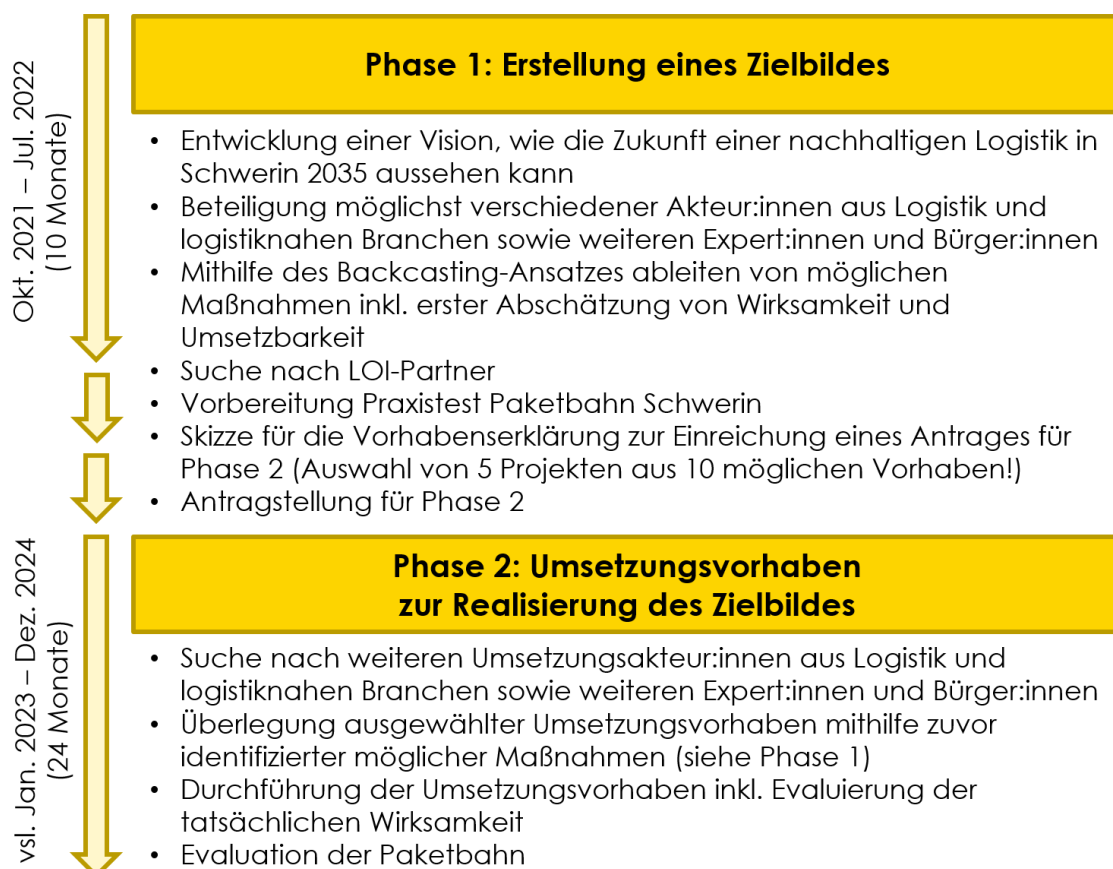 Okt. 2021 – Jul. 2022
(10 Monate)
Phase 1: Erstellung eines Zielbildes
• Entwicklung einer Vision, wie die Zukunft einer nachhaltigen Logistik in
Schwerin 2035 aussehen kann
• Beteiligung möglichst verschiedener Akteur:innen aus Logistik und
logistiknahen Branchen sowie weiteren Expert:innen und Bürger:innen
• Mithilfe des Backcasting-Ansatzes ableiten von möglichen
Maßnahmen inkl. erster Abschätzung von Wirksamkeit und
Umsetzbarkeit
• Suche nach LOI-Partner
• Vorbereitung Praxistest Paketbahn Schwerin
• Skizze für die Vorhabenserklärung zur Einreichung eines Antrages für
Phase 2 (Auswahl von 5 Projekten aus 10 möglichen Vorhaben!)
• Antragstellung für Phase 2
vsl. Jan. 2023 – Dez. 2024
(24 Monate)
Phase 2: Umsetzungsvorhaben
zur Realisierung des Zielbildes
• Suche nach weiteren Umsetzungsakteur:innen aus Logistik und
logistiknahen Branchen sowie weiteren Expert:innen und Bürger:innen
• Überlegung ausgewählter Umsetzungsvorhaben mithilfe zuvor
identifizierter möglicher Maßnahmen (siehe Phase 1)
• Durchführung der Umsetzungsvorhaben inkl. Evaluierung der
tatsächlichen Wirksamkeit
• Evaluation der Paketbahn